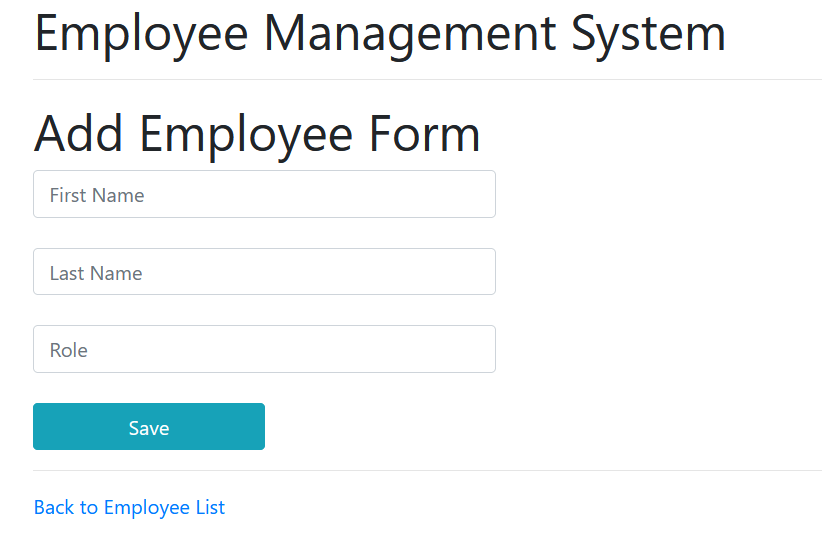 Employee Management System
Add Employee Form
First Name
Last Name
Role
Save
Back to Employee List